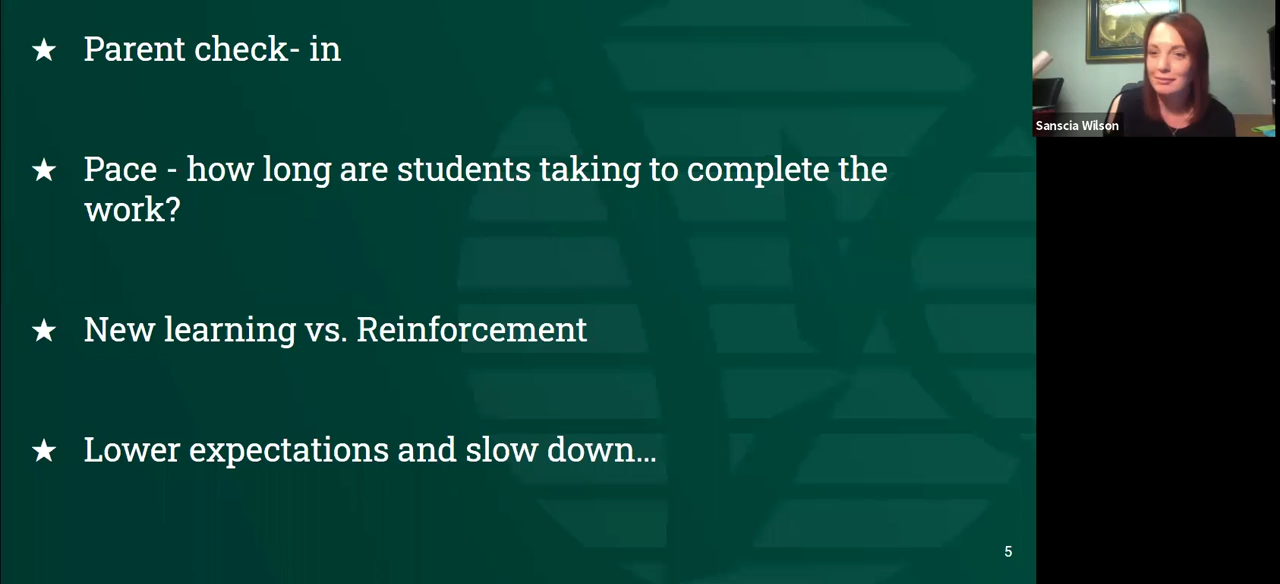 ★ Parent check- in
★ Pace - how long are students taking to complete the
work?
★ New learning vs. Reinforcement
★ Lower expectations and slow down...
5
Sanscia Wilson